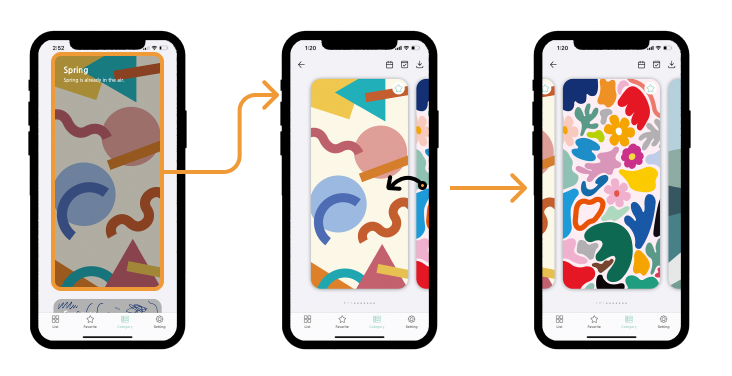 2:52
Spring
Spring is already in the air.
List
Favorite
Category
Setting
1:20
List
Favorite
Category
Setting
1:20
List
Favorite
Category
Setting